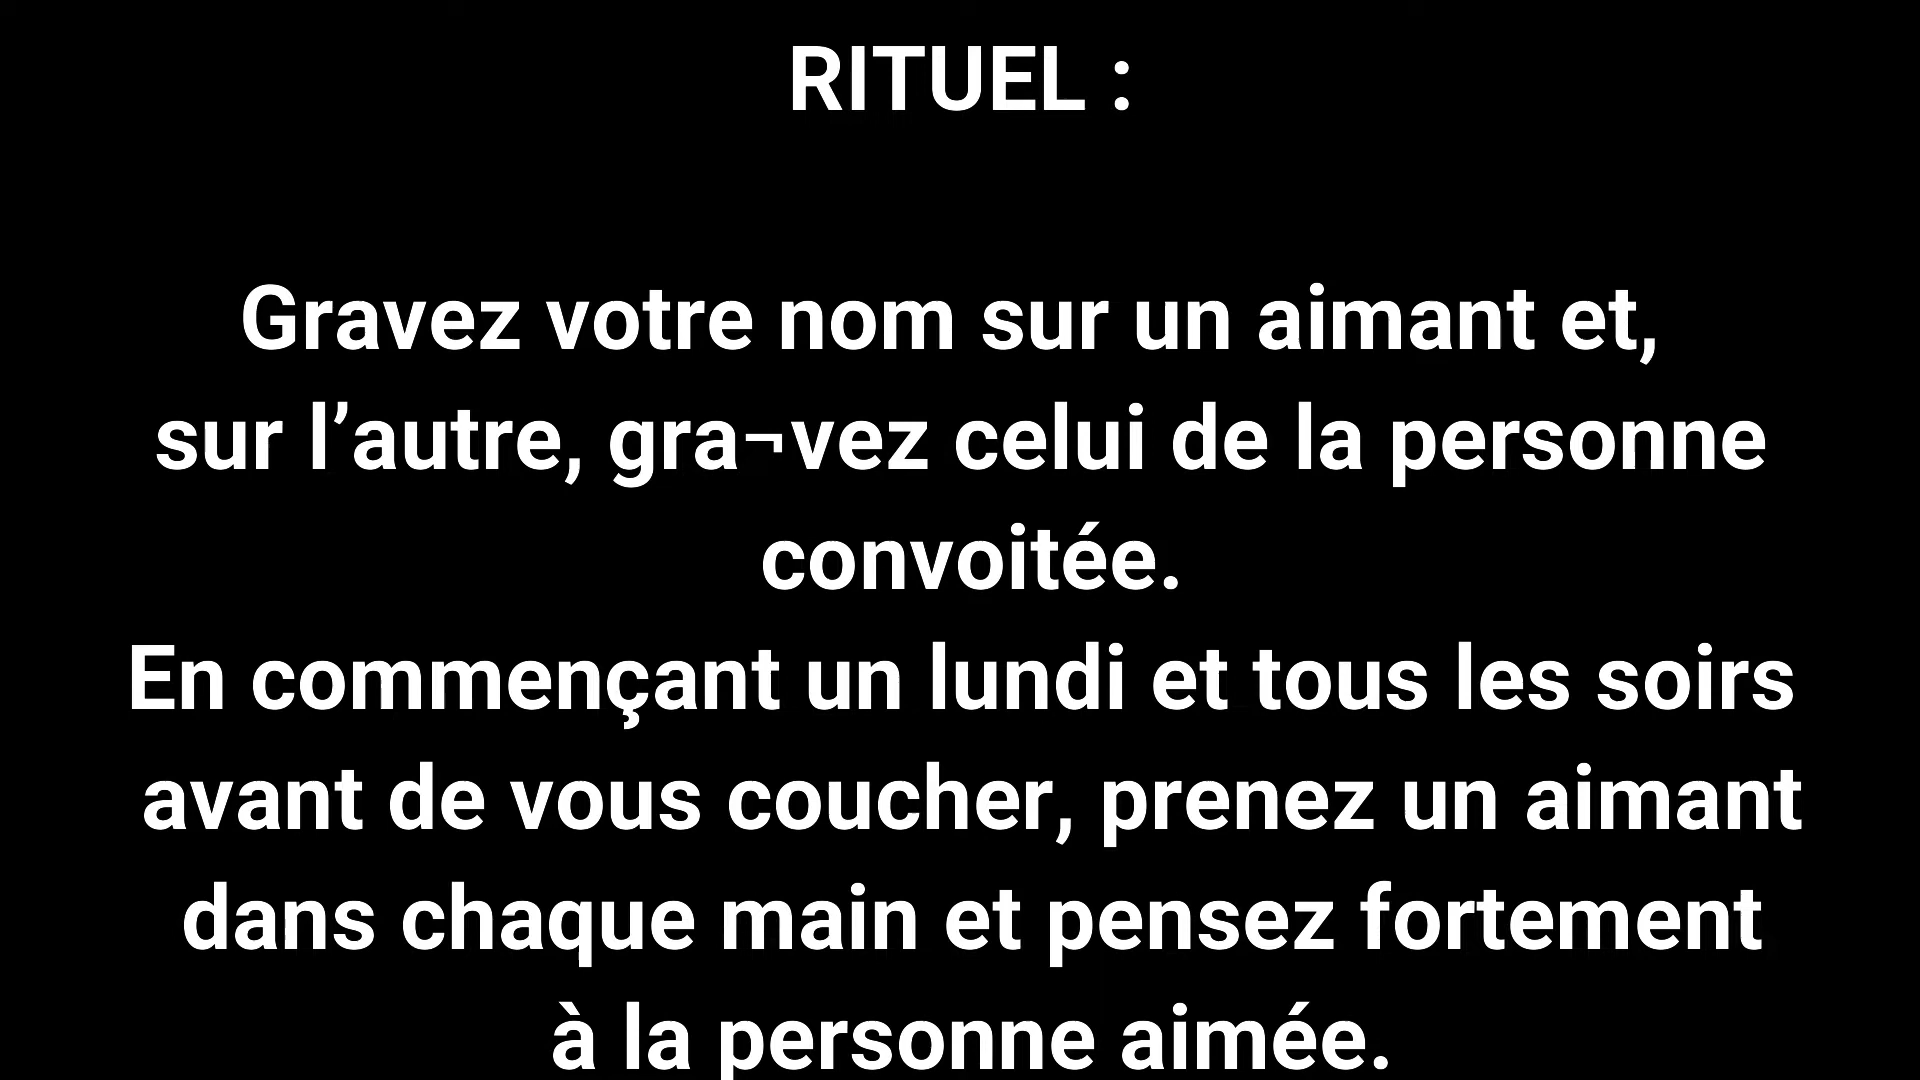 RITUEL :
Gravez votre nom sur un aimant et,
sur l’autre, gra¬vez celui de la personne
convoitée.
En commençant un lundi et tous les soirs
avant de vous coucher, prenez un aimant
dans chaque main et pensez fortement
à la personne aimée.